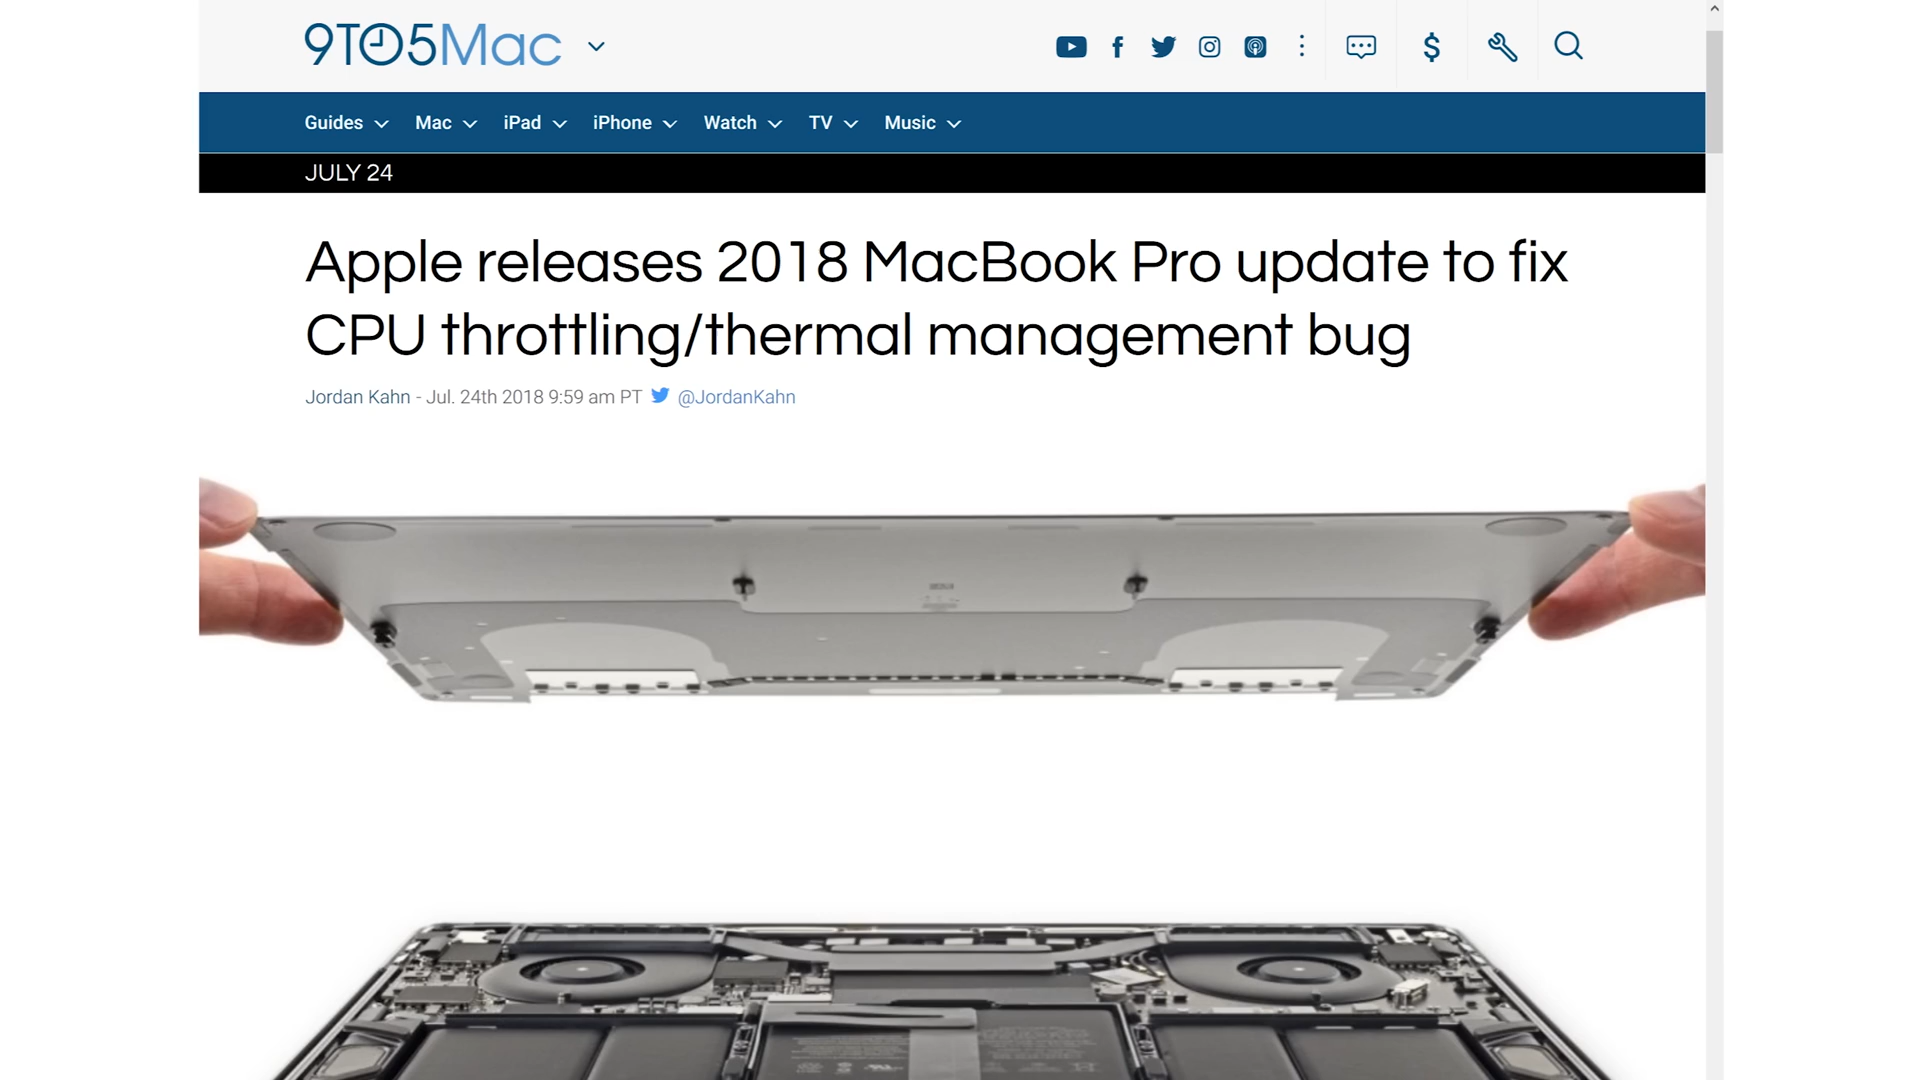 9TO5Mac
Guides Mac iPad iPhone Watch TV Music
JULY 24
Apple releases 2018 MacBook Pro update to fix
CPU throttling/thermal management bug
Jordan Kahn - Jul. 24th 2018 9:59 am PT @JordanKahn